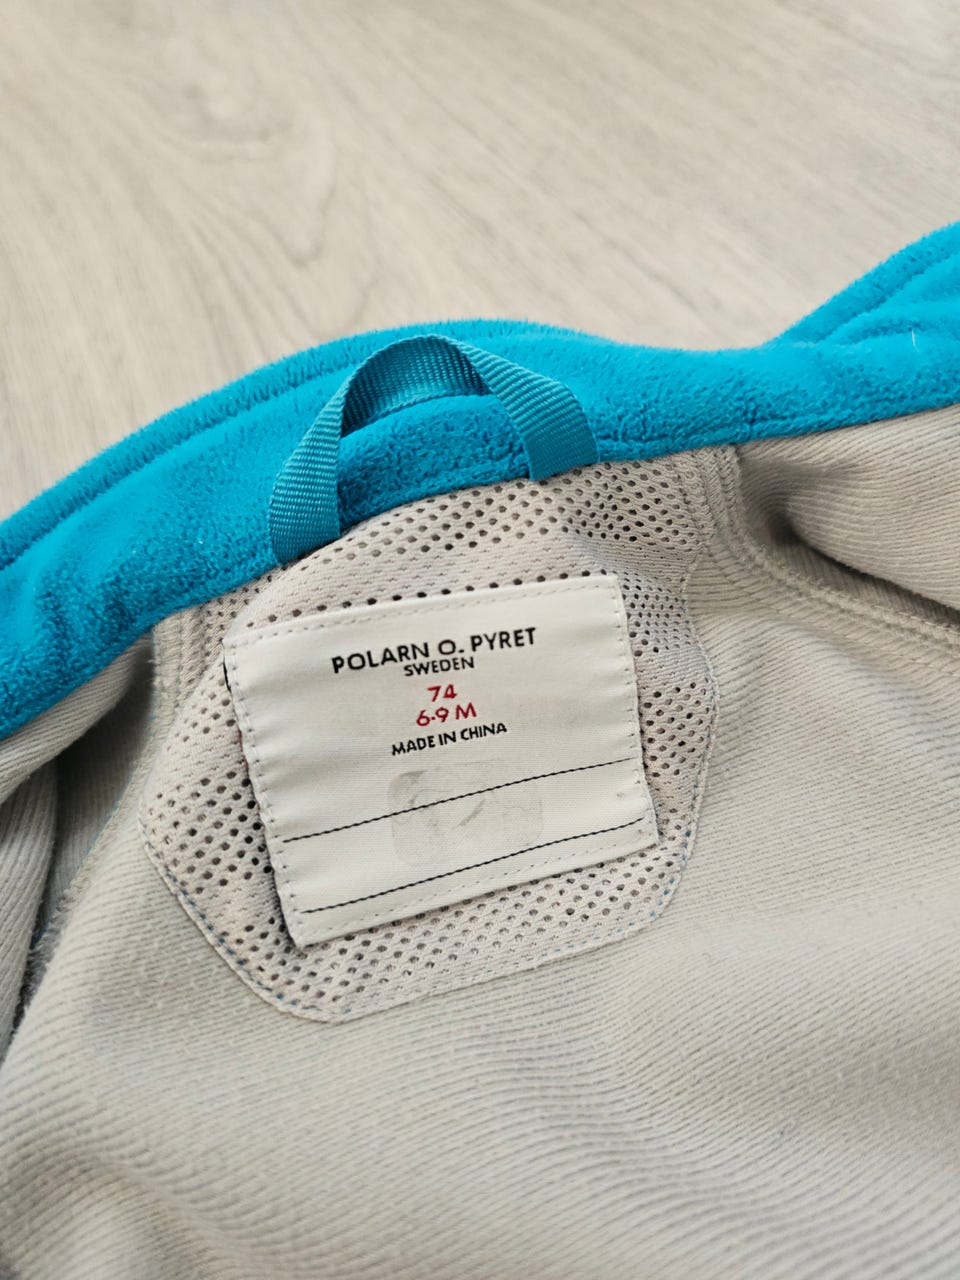 POLARN O. PYRET
SWEDEN
74
6-9 M
MADE IN CHINA